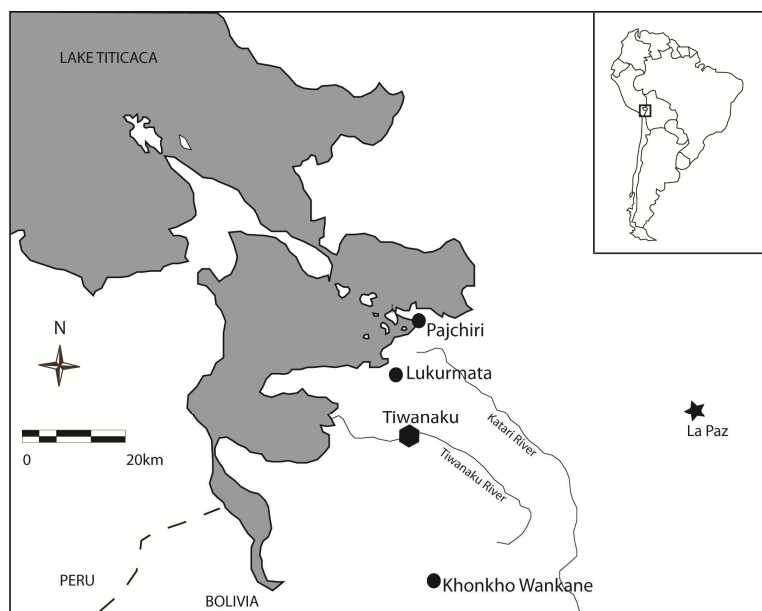 LAKE TITICACA
Pajchiri
N
Lukurmata
Tiwanaku
Katari River
La Paz
0 20km
Tiwanaku River
PERU
Khonkho Wankane
BOLIVIA